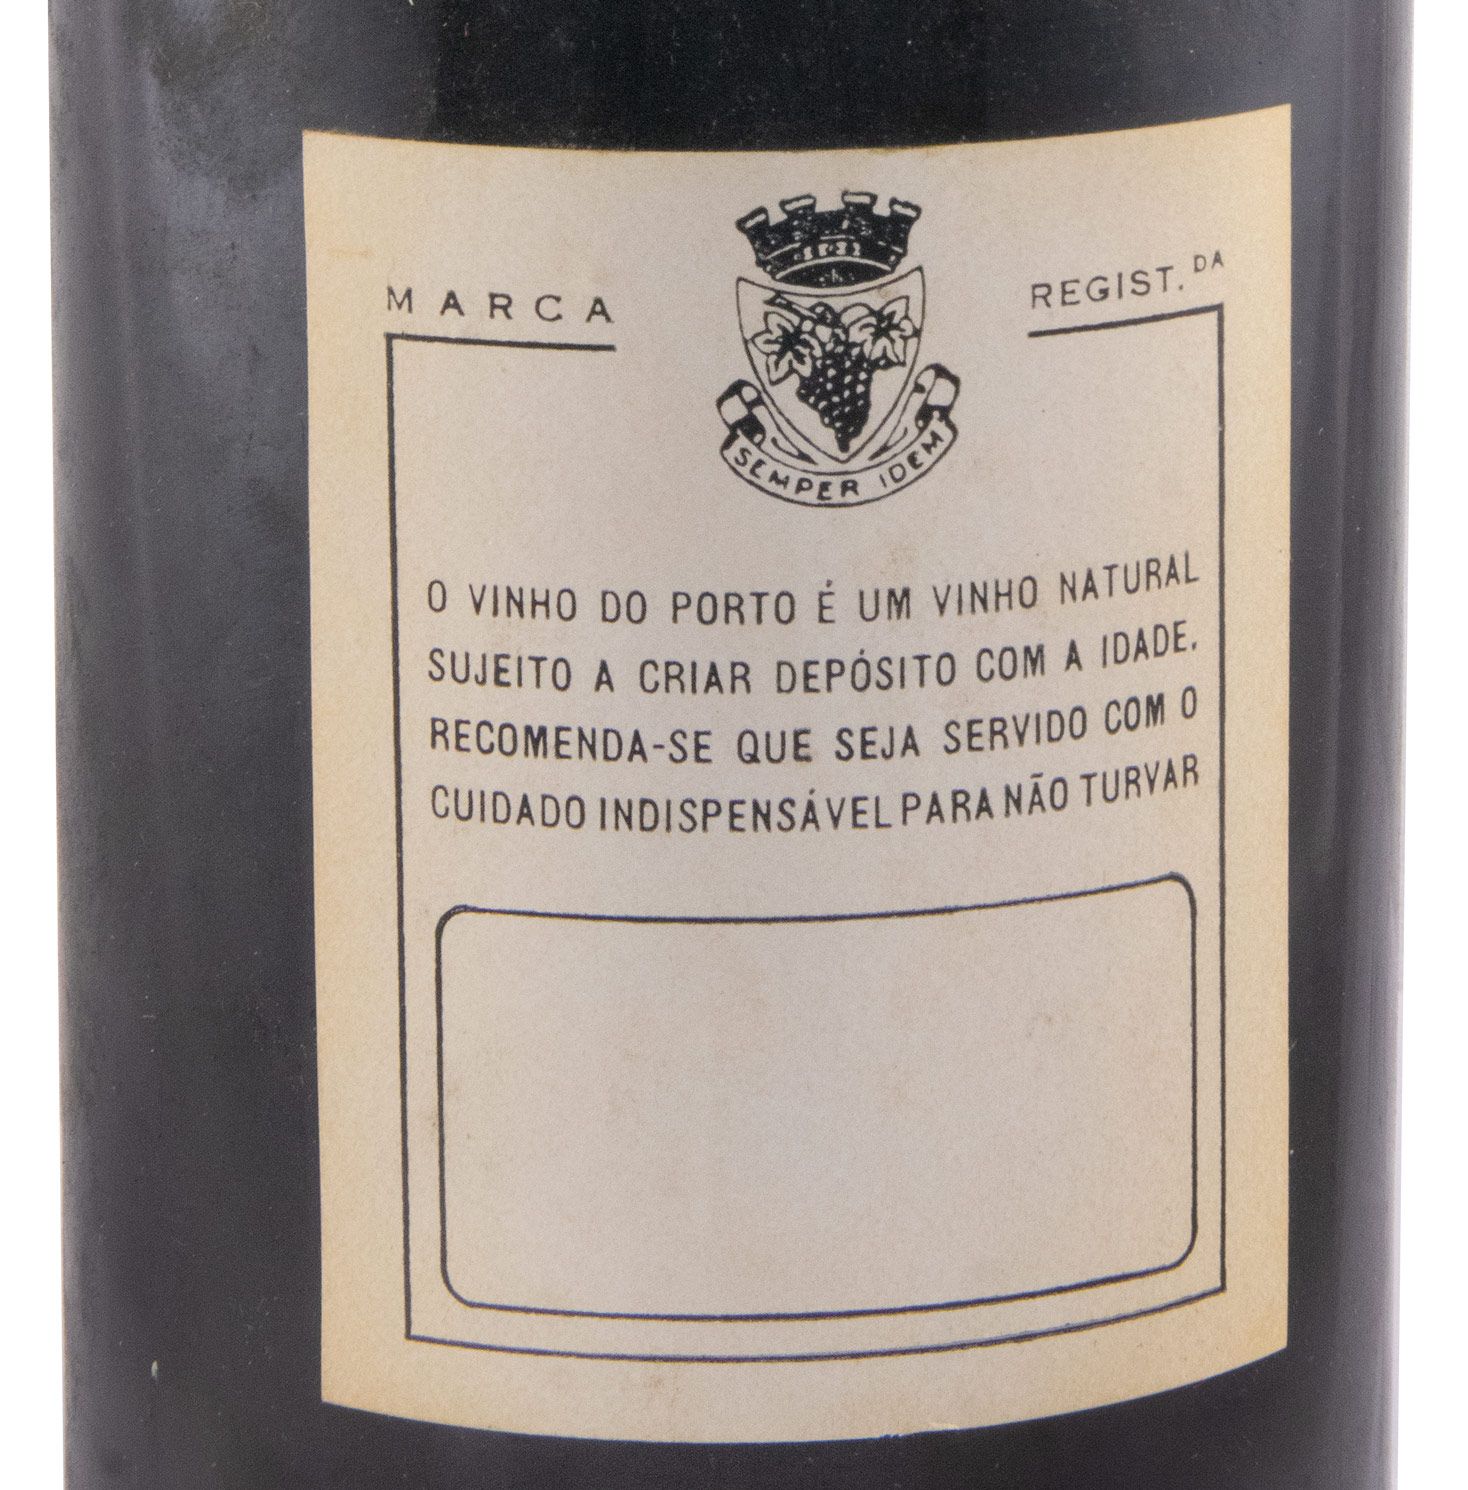 MARCA
REGIST.DA
SEMPER IDEM
O VINHO DO PORTO É UM VINHO NATURAL
SUJEITO A CRIAR DEPÓSITO COM A IDADE.
RECOMENDA-SE QUE SEJA SERVIDO COM O
CUIDADO INDISPENSÁVEL PARA NÃO TURVAR